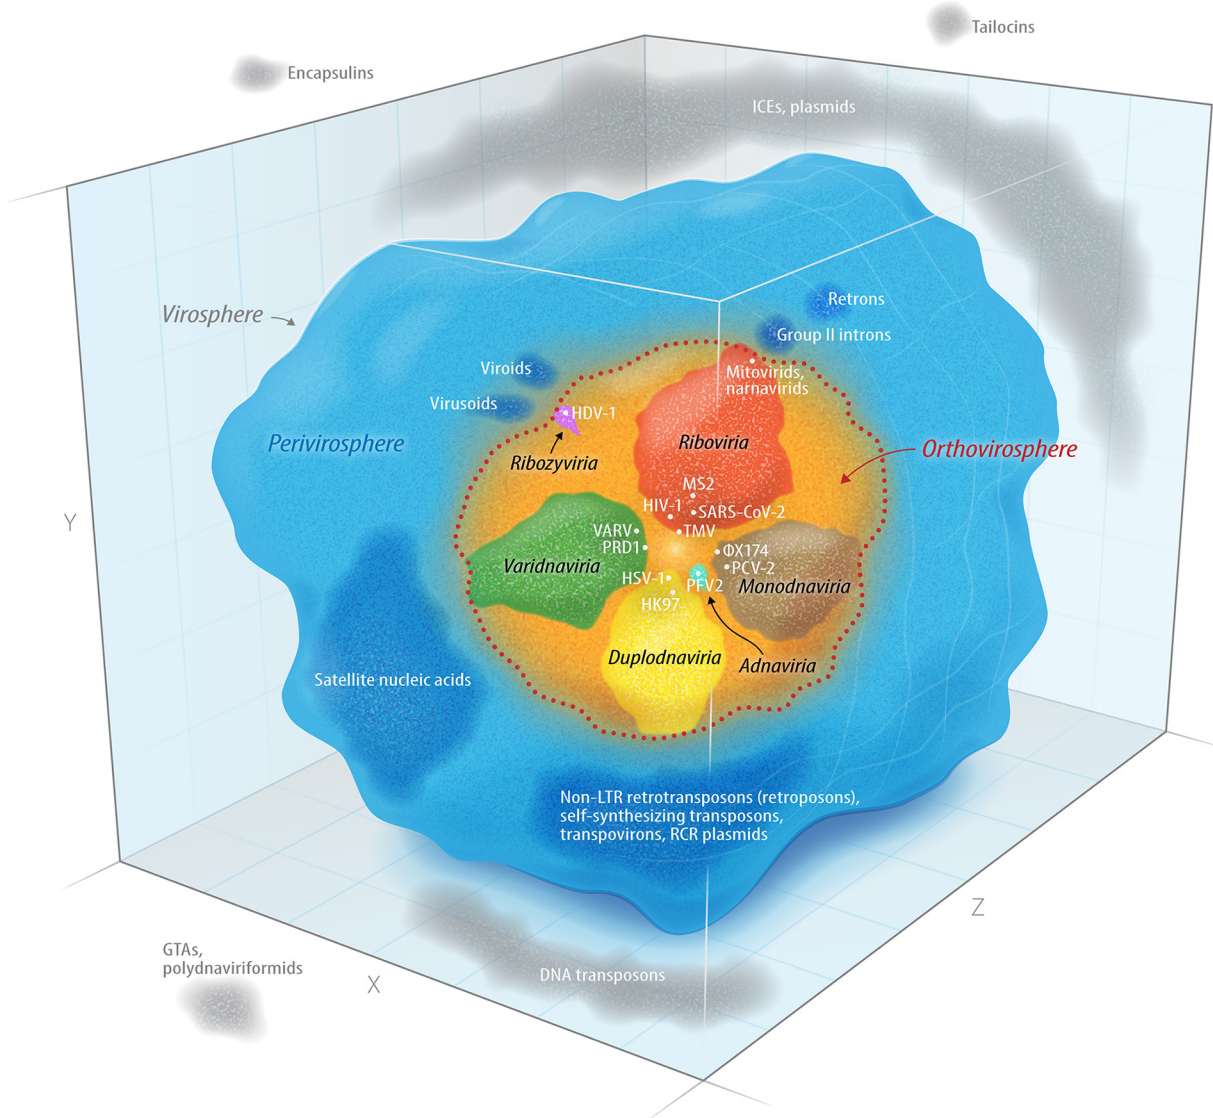 Tailocins
Encapsulins
ICEs, plasmids
Retrons
Virosphere
Group II introns
Viroids
Mitovirids,
narnavirids
Virusoids
HDV-1
Perivirosphere
Riboviria
Orthovirosphere
Ribozyviria
MS2
HIV-1
SARS-CoV-2
Y
VARV
TMV
PRD1
ΦX174
Varidnaviria
PCV-2
HSV-1
PFV2
Monodnaviria
HK97
Duplodnaviria
Adnaviria
Satellite nucleic acids
Non-LTR retrotransposons (retroposons),
self-synthesizing transposons,
transpovirons, RCR plasmids
Z
GTAs,
polydnaviriformids
DNA transposons
X